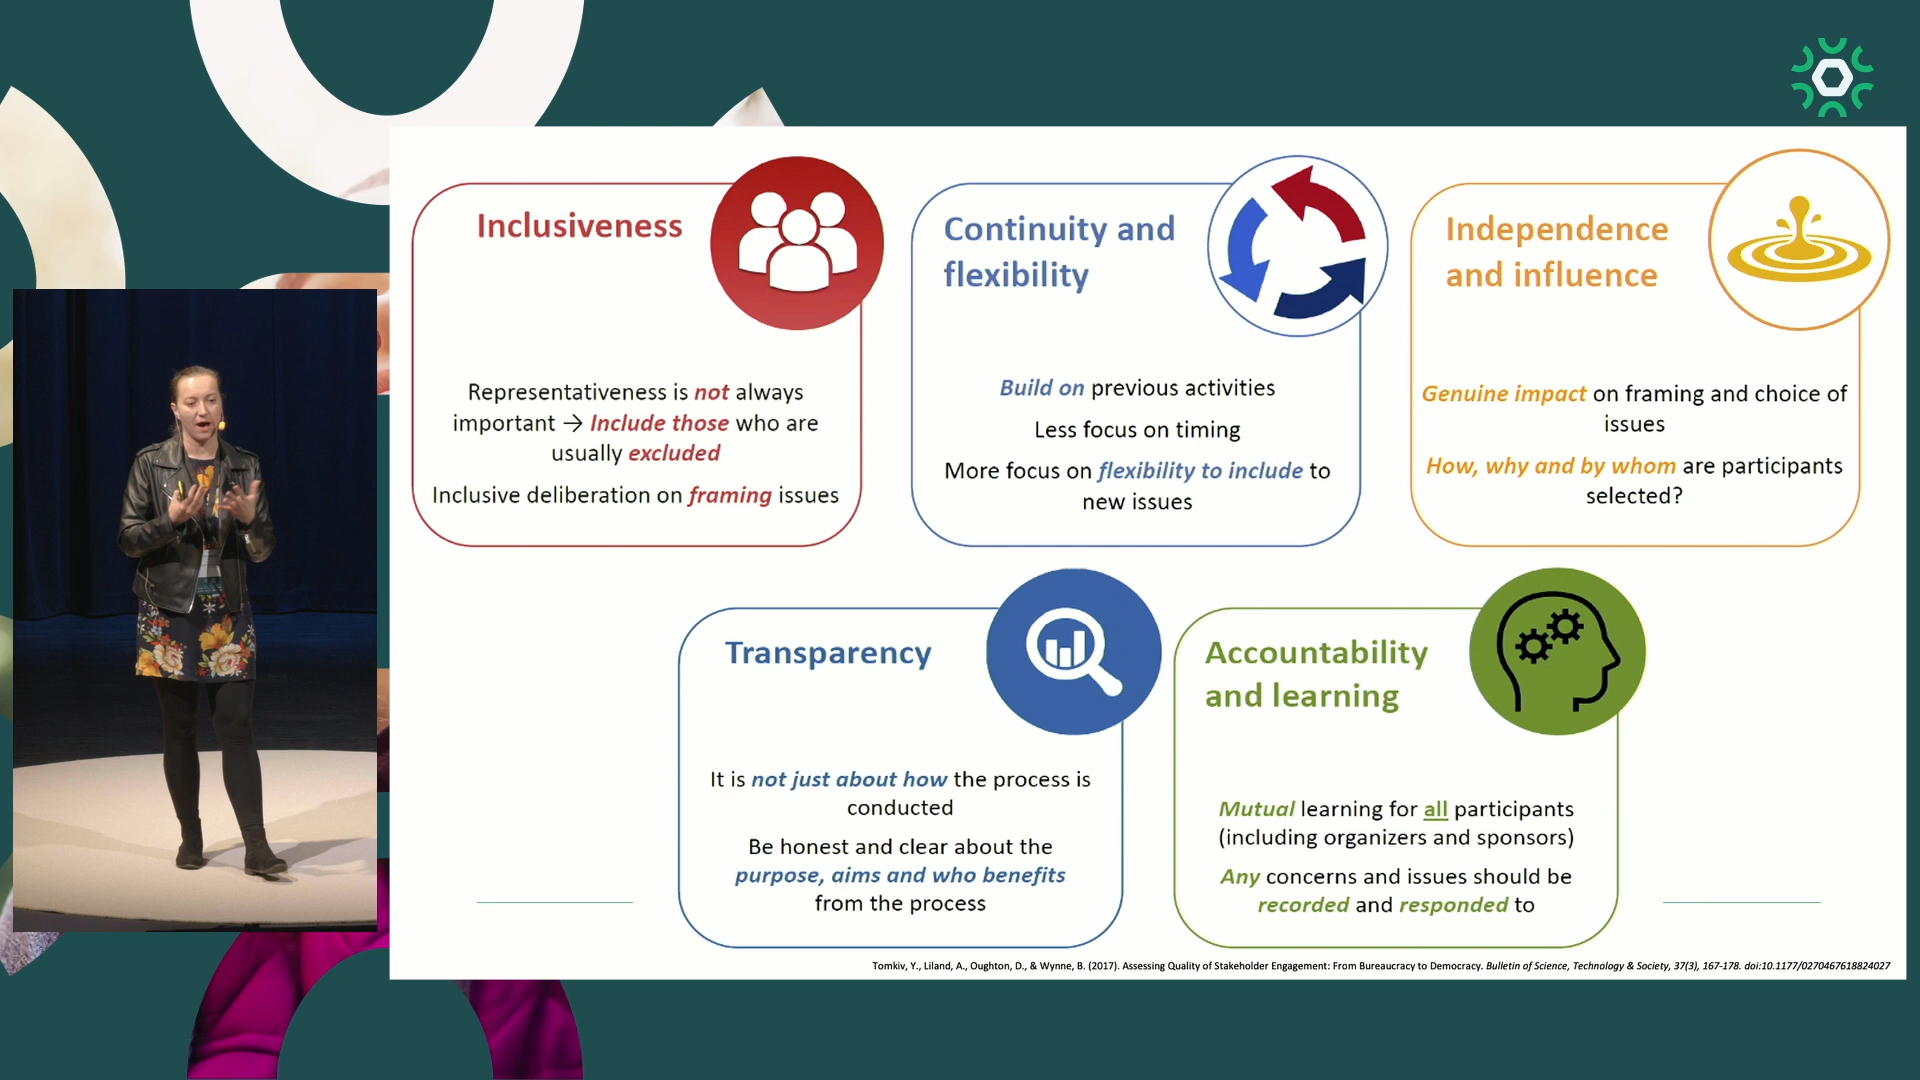 Inclusiveness
Representativeness is not always
important → Include those who are
usually excluded
Inclusive deliberation on framing issues
Continuity and
flexibility
Build on previous activities
Less focus on timing
More focus on flexibility to include to
new issues
Independence
and influence
Genuine impact on framing and choice of
issues
How, why and by whom are participants
selected?
Transparency
It is not just about how the process is
conducted
Be honest and clear about the
purpose, aims and who benefits
from the process
Accountability
and learning
Mutual learning for all participants
(including organizers and sponsors)
Any concerns and issues should be
recorded and responded to
Tomkiv, Y., Liland, A., Oughton, D., & Wynne, B. (2017). Assessing Quality of Stakeholder Engagement: From Bureaucracy to Democracy. Bulletin of Science, Technology & Society, 37(3), 167-178. doi:10.1177/0270467618824027